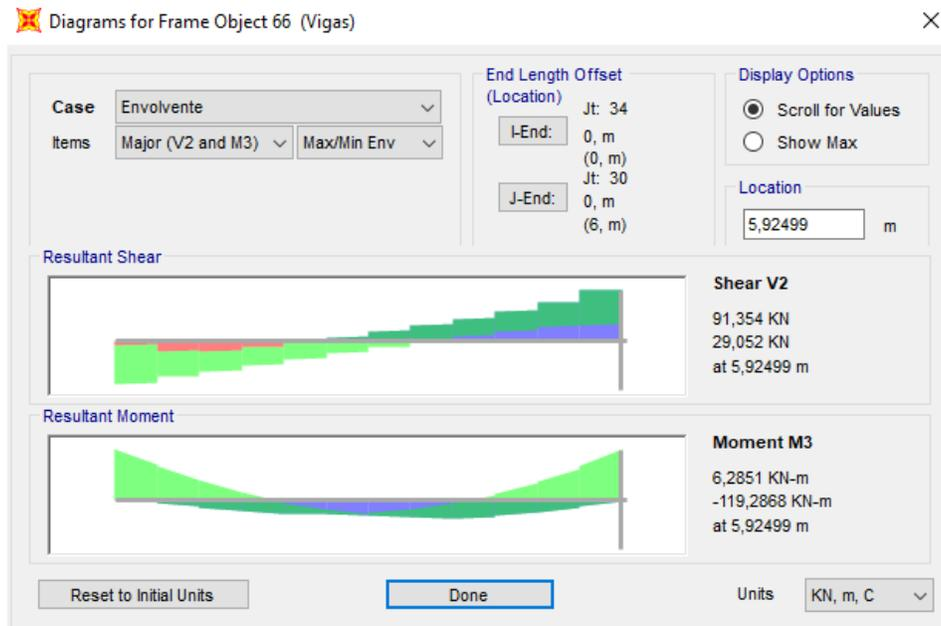 Diagrams for Frame Object 66 (Vigas)
Case Envolvente
Items Major (V2 and M3) Max/Min Env
End Length Offset
(Location)
I-End: Jt: 34
0, m
(0, m)
J-End: Jt: 30
0, m
(6, m)
Display Options
Scroll for Values
Show Max
Location
5,92499 m
Resultant Shear
Shear V2
91,354 KN
29,052 KN
at 5,92499 m
Resultant Moment
Moment M3
6,2851 KN-m
-119,2868 KN-m
at 5,92499 m
Reset to Initial Units
Done
Units KN, m, C